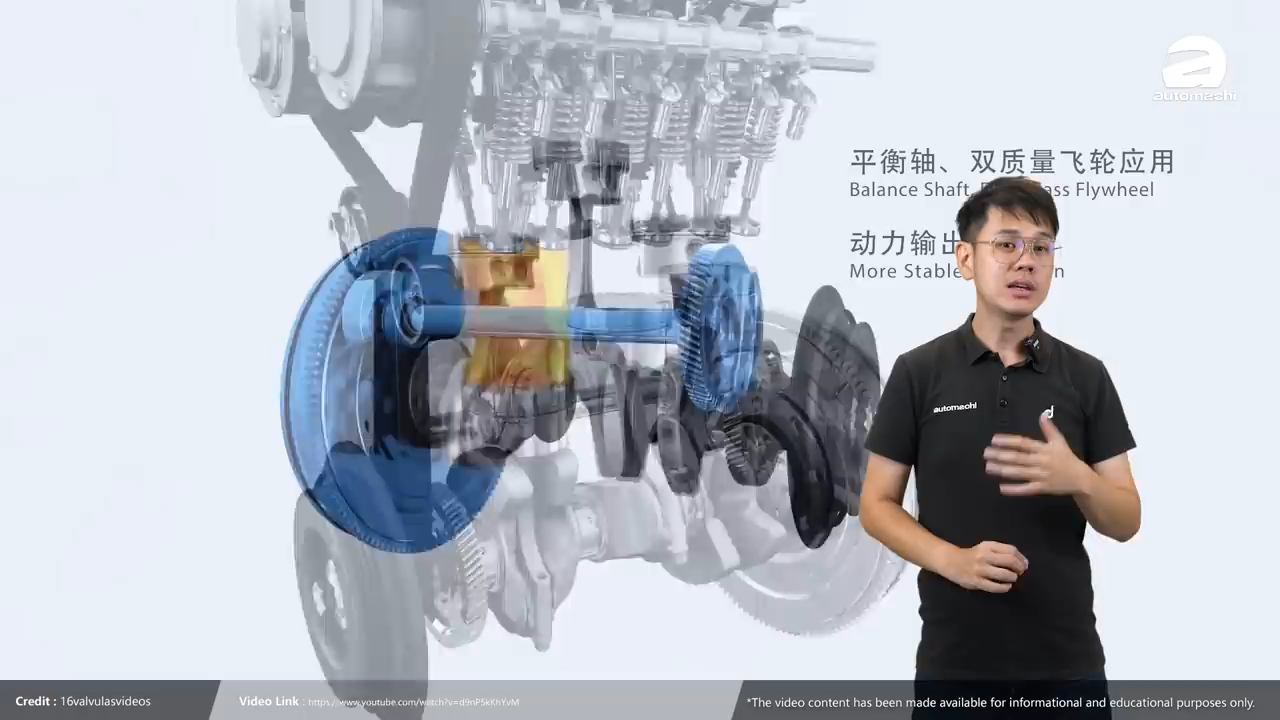 automachi
平衡轴、双质量飞轮应用
Balance Shaft, ass Flywheel
动力输出
More Stable n
automachi
Credit : 16valvulasvideos
Video Link : https://www.youtube.com/watch?v=d9nP5kKhYvM
*The video content has been made available for informational and educational purposes only.